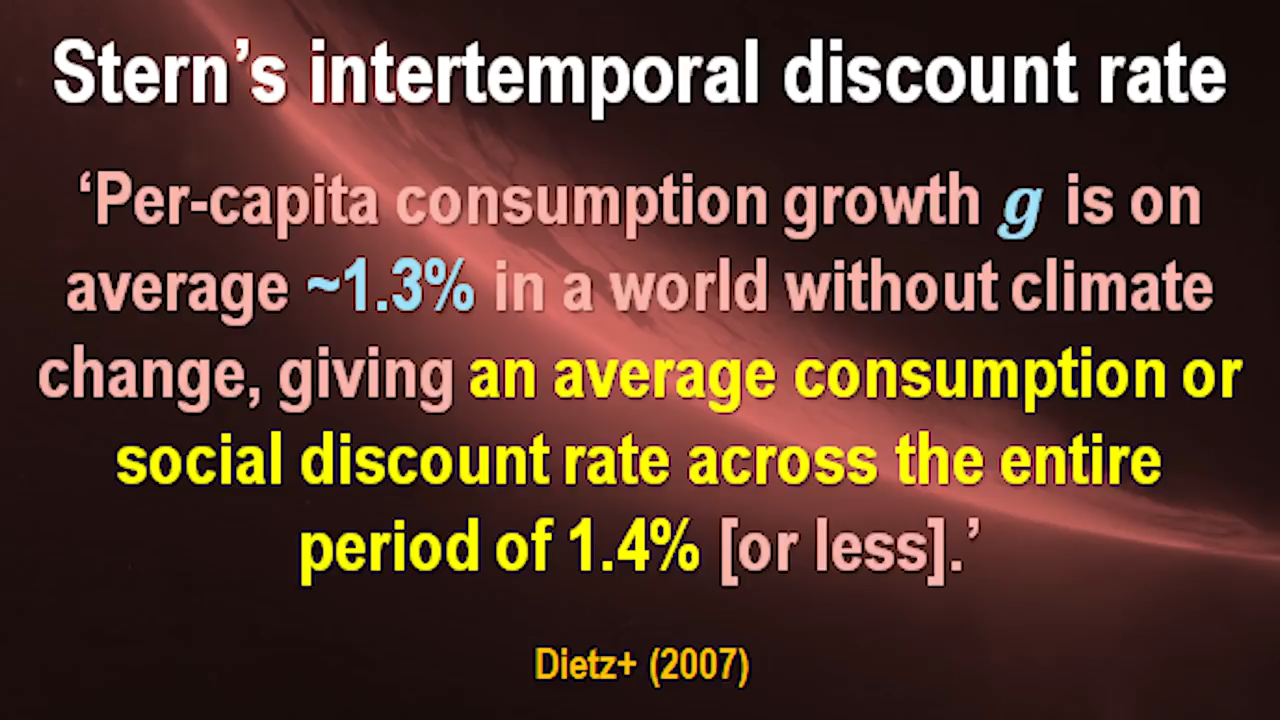 Stern’s intertemporal discount rate
‘Per-capita consumption growth g is on
average ~1.3% in a world without climate
change, giving an average consumption or
social discount rate across the entire
period of 1.4% [or less].’
Dietz+ (2007)